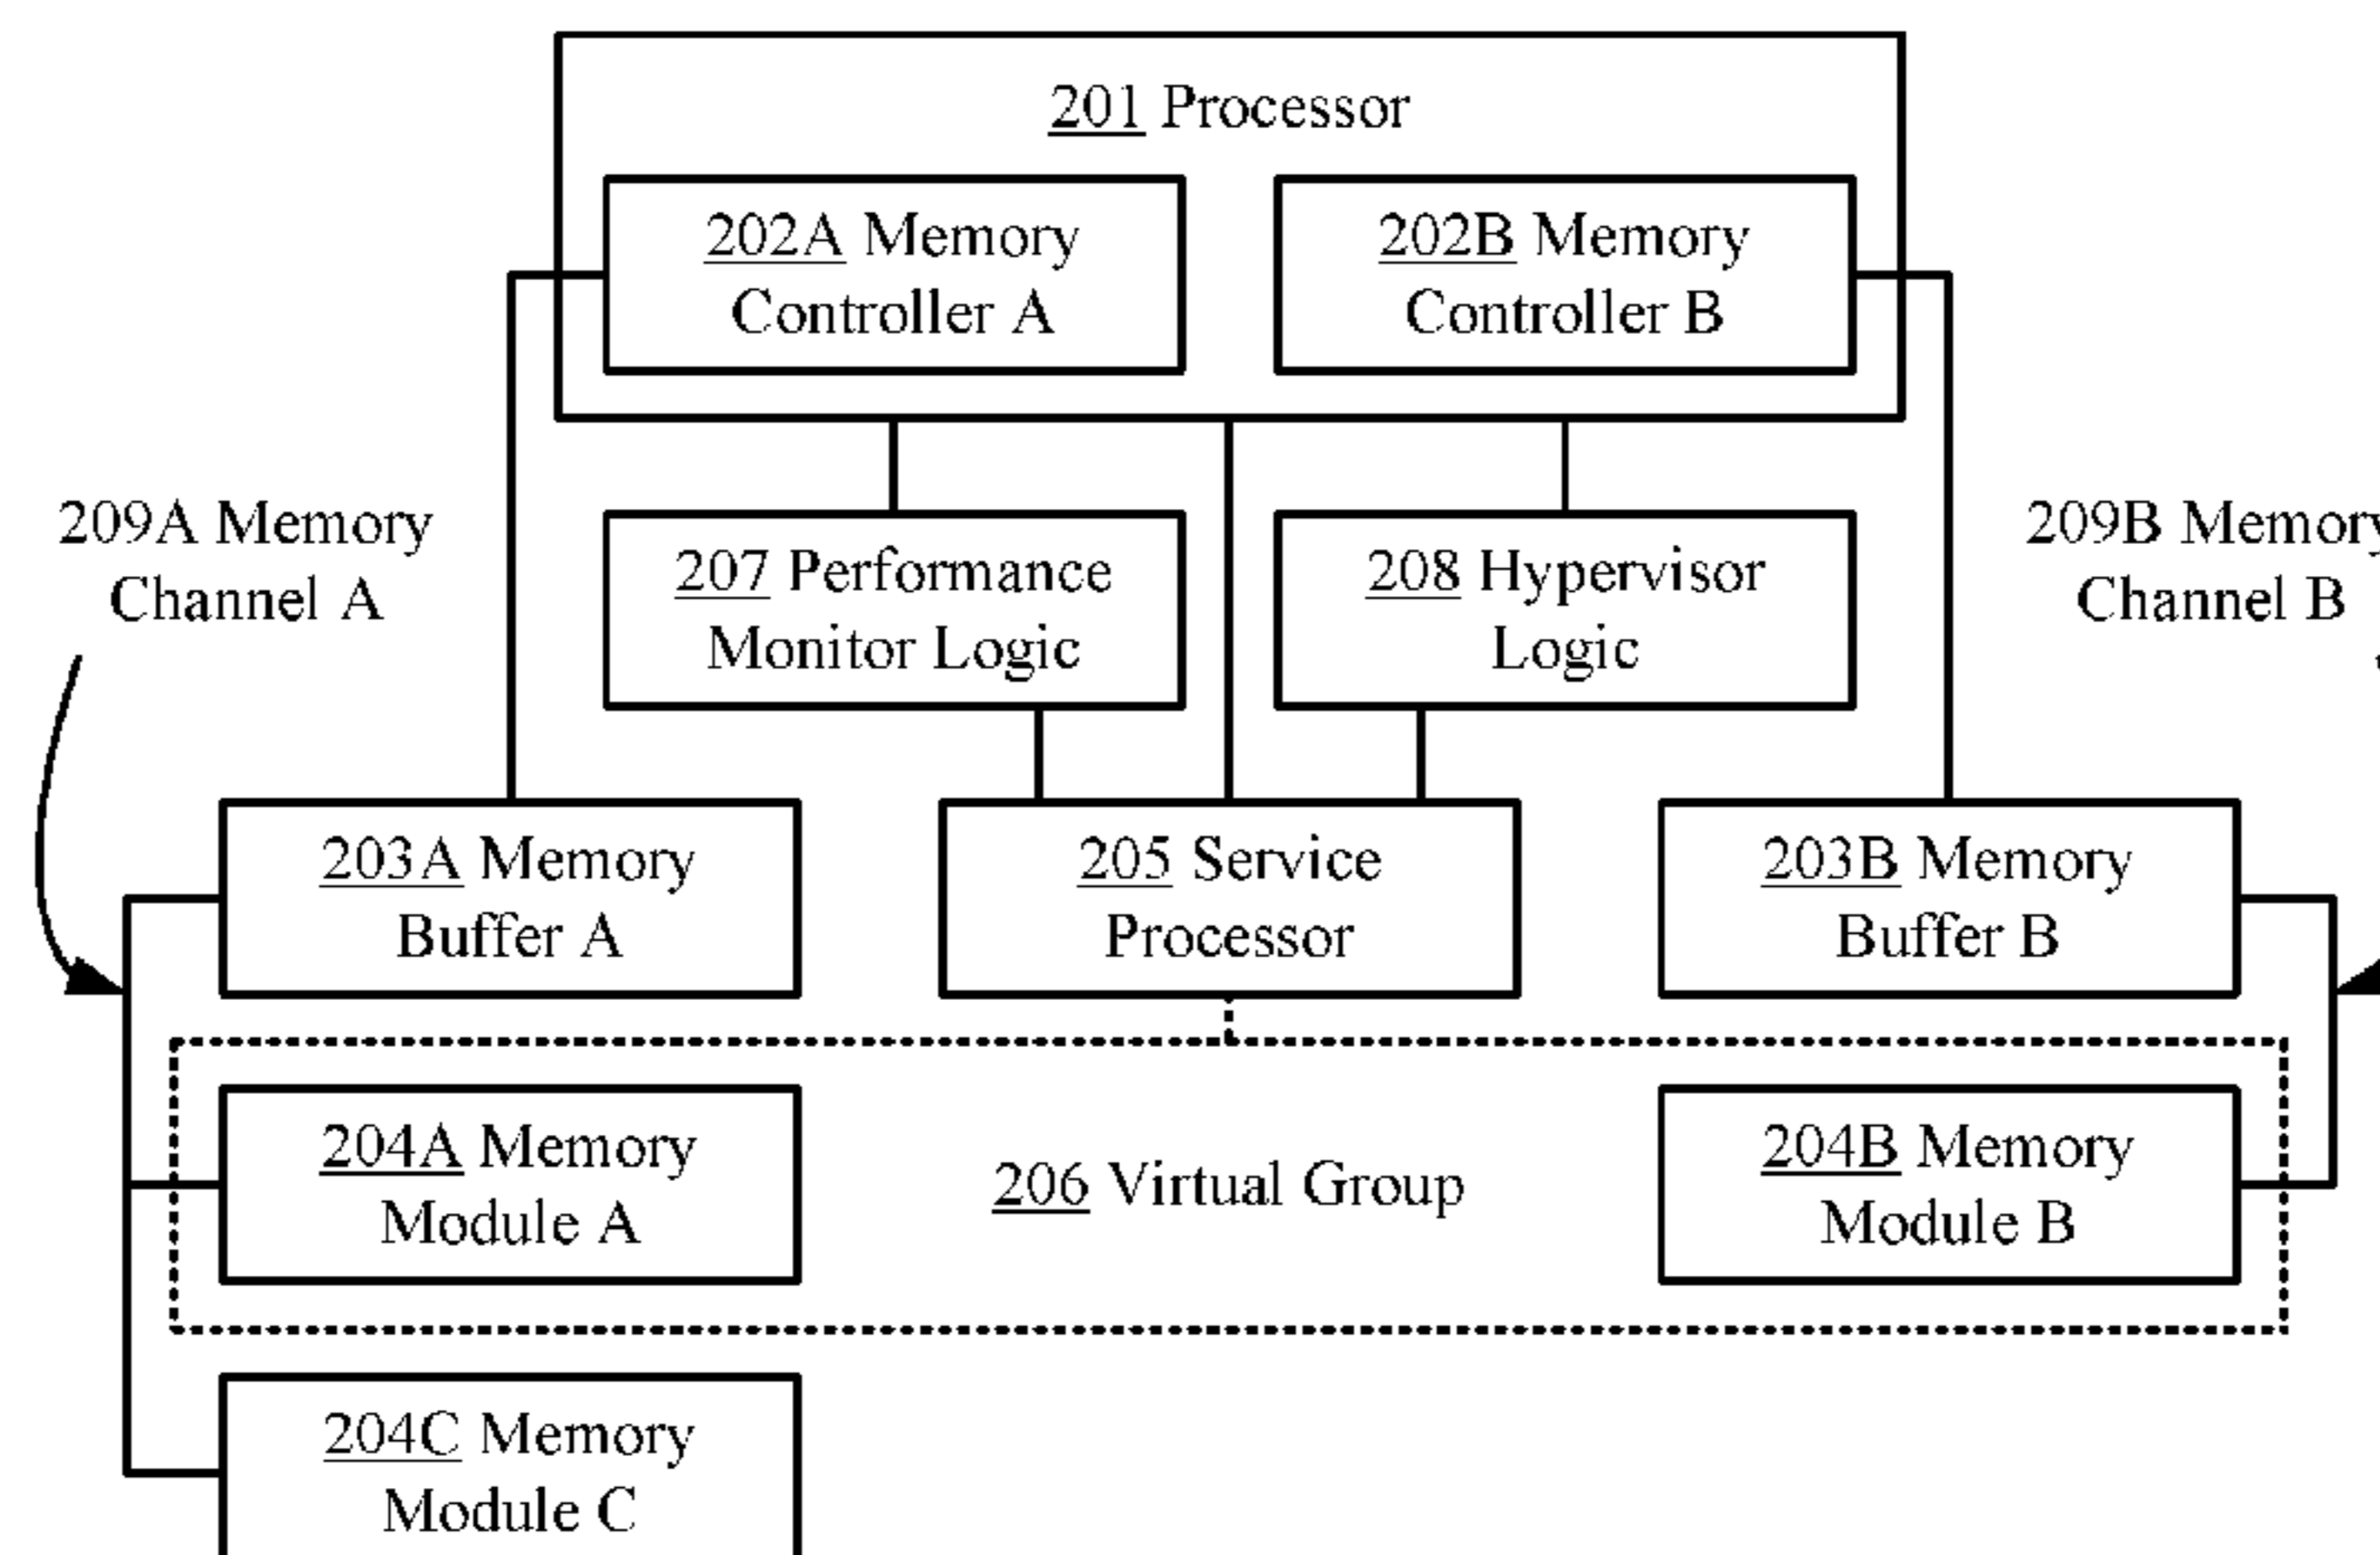 201 Processor
202A Memory
Controller A
202B Memory
Controller B
209A Memory
Channel A
207 Performance
Monitor Logic
208 Hypervisor
Logic
209B Memory
Channel B
203A Memory
Buffer A
205 Service
Processor
203B Memory
Buffer B
204A Memory
Module A
206 Virtual Group
204B Memory
Module B
204C Memory
Module C